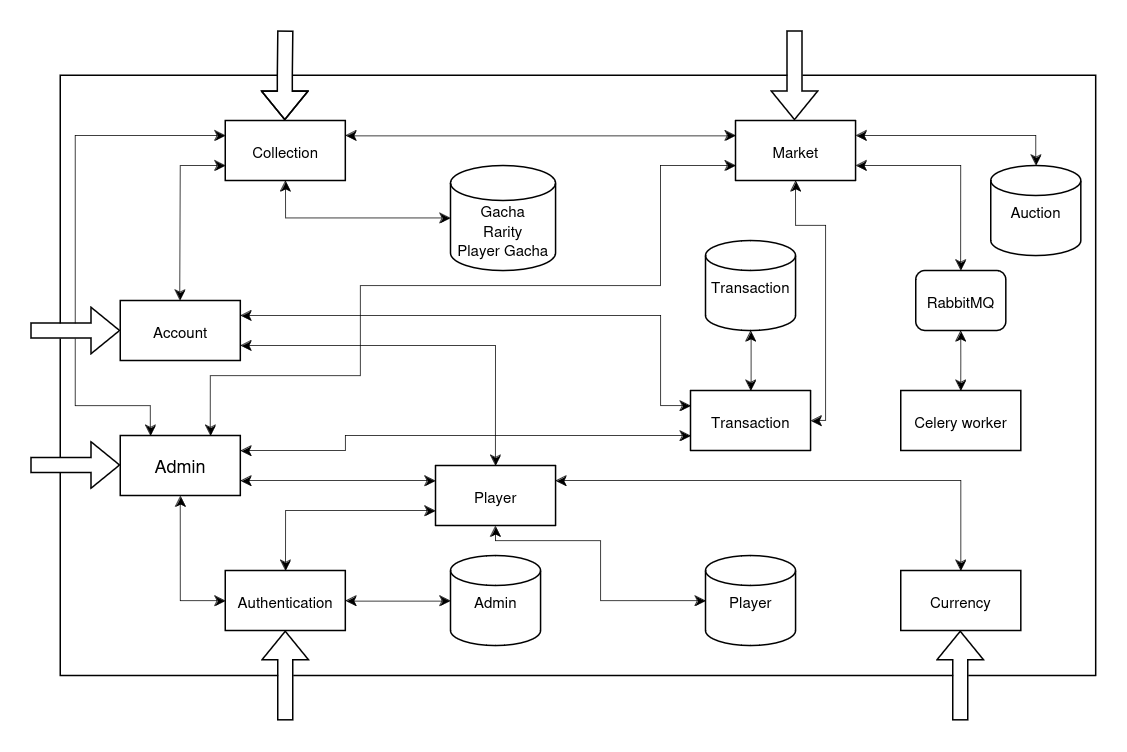 Collection
Market
Gacha
Rarity
Player Gacha
Auction
Transaction
RabbitMQ
Account
Transaction
Celery worker
Admin
Player
Authentication
Admin
Player
Currency